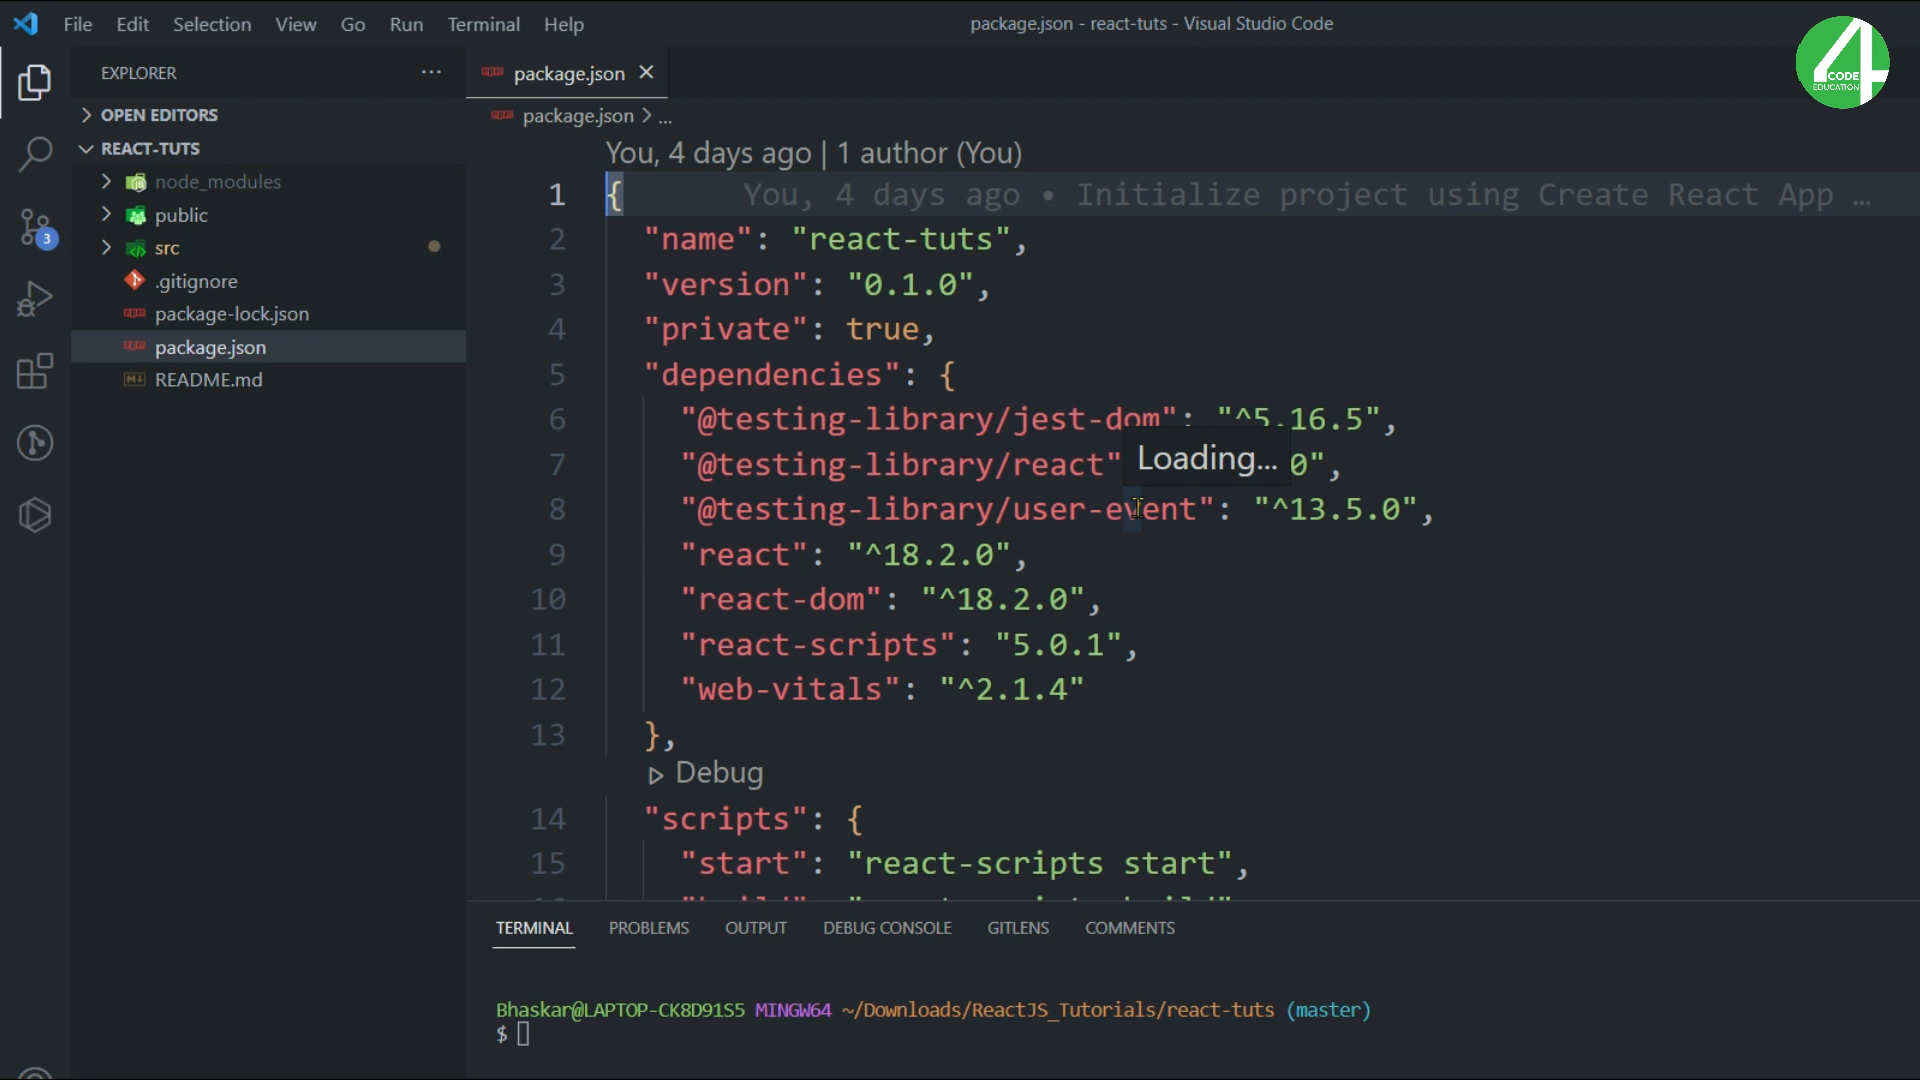 File Edit Selection View Go Run Terminal Help
package.json - react-tuts - Visual Studio Code
4 CODE EDUCATION
EXPLORER ...
package.json ×
OPEN EDITORS
package.json > ...
REACT-TUTS
node_modules
public
src
.gitignore
package-lock.json
package.json
README.md
3
You, 4 days ago | 1 author (You)
1 { You, 4 days ago • Initialize project using Create React App …
2 "name": "react-tuts",
3 "version": "0.1.0",
4 "private": true,
5 "dependencies": {
6 "@testing-library/jest-dom": "^5.16.5",
7 "@testing-library/react" 0",
Loading...
8 "@testing-library/user-event": "^13.5.0",
9 "react": "^18.2.0",
10 "react-dom": "^18.2.0",
11 "react-scripts": "5.0.1",
12 "web-vitals": "^2.1.4"
13 },
Debug
14 "scripts": {
15 "start": "react-scripts start",
TERMINAL PROBLEMS OUTPUT DEBUG CONSOLE GITLENS COMMENTS
Bhaskar@LAPTOP-CK8D91S5 MINGW64 ~/Downloads/ReactJS_Tutorials/react-tuts (master)
$